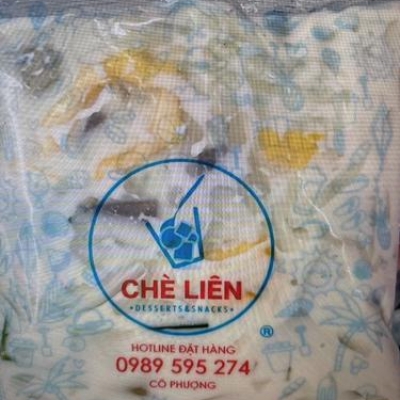 CHÈ LIÊN
•DESSERTS&SNACKS•
®
HOTLINE ĐẶT HÀNG
0989 595 274
CÔ PHƯỢNG